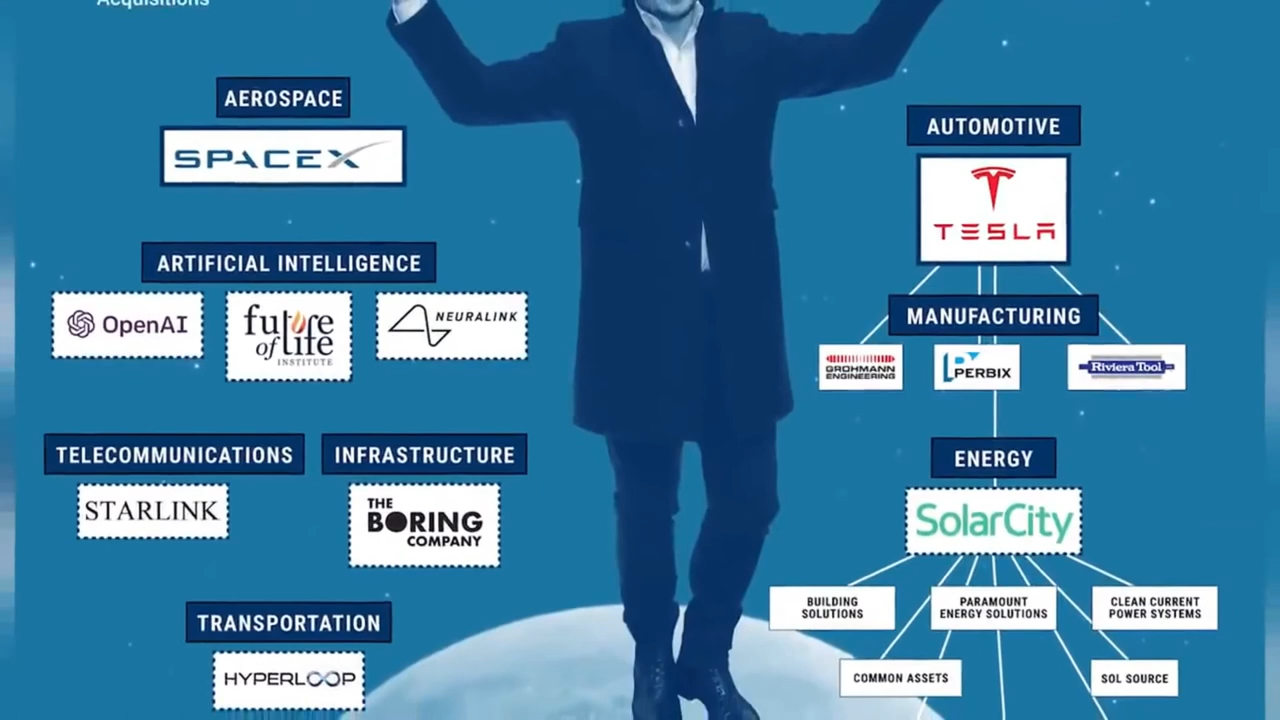 Acquisitions
AEROSPACE
SPACEX
ARTIFICIAL INTELLIGENCE
OpenAI
future
of life
INSTITUTE
NEURALINK
TELECOMMUNICATIONS
STARLINK
INFRASTRUCTURE
THE
BORING
COMPANY
TRANSPORTATION
HYPERLOOP
AUTOMOTIVE
TESLA
MANUFACTURING
GROHMANN
ENGINEERING
PERBIX
Riviera Tool
ENERGY
SolarCity
BUILDING
SOLUTIONS
PARAMOUNT
ENERGY SOLUTIONS
CLEAN CURRENT
POWER SYSTEMS
COMMON ASSETS
SOL SOURCE